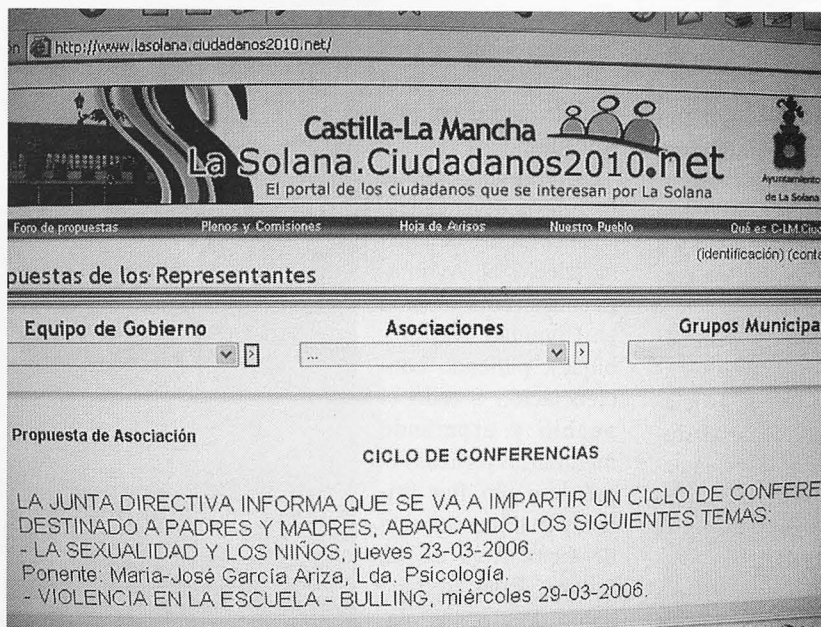 http://www.lasolana.ciudadanos2010.net/
Castilla-La Mancha
La Solana.Ciudadanos2010.net
El portal de los ciudadanos que se interesan por La Solana
Ayuntamiento
de La Solana
Foro de propuestas Plenos y Comisiones Hoja de Avisos Nuestro Pueblo Qué es C-LM.Ciud
(identificación) (conta
puestas de los Representantes
Equipo de Gobierno Asociaciones Grupos Municipa
...
Propuesta de Asociación
CICLO DE CONFERENCIAS
LA JUNTA DIRECTIVA INFORMA QUE SE VA A IMPARTIR UN CICLO DE CONFERE
DESTINADO A PADRES Y MADRES, ABARCANDO LOS SIGUIENTES TEMAS:
- LA SEXUALIDAD Y LOS NIÑOS, jueves 23-03-2006.
Ponente: Maria-José García Ariza, Lda. Psicología.
- VIOLENCIA EN LA ESCUELA - BULLING, miércoles 29-03-2006.